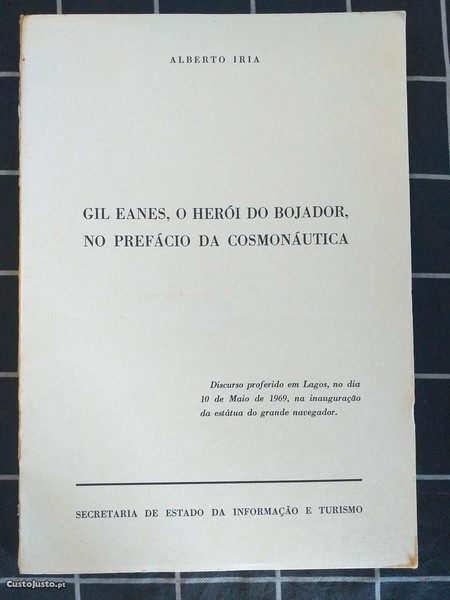 ALBERTO IRIA
GIL EANES, O HERÓI DO BOJADOR,
NO PREFÁCIO DA COSMONÁUTICA
Discurso proferido em Lagos, no dia
10 de Maio de 1969, na inauguração
da estátua do grande navegador.
SECRETARIA DE ESTADO DA INFORMAÇÃO E TURISMO
CustoJusto.pt